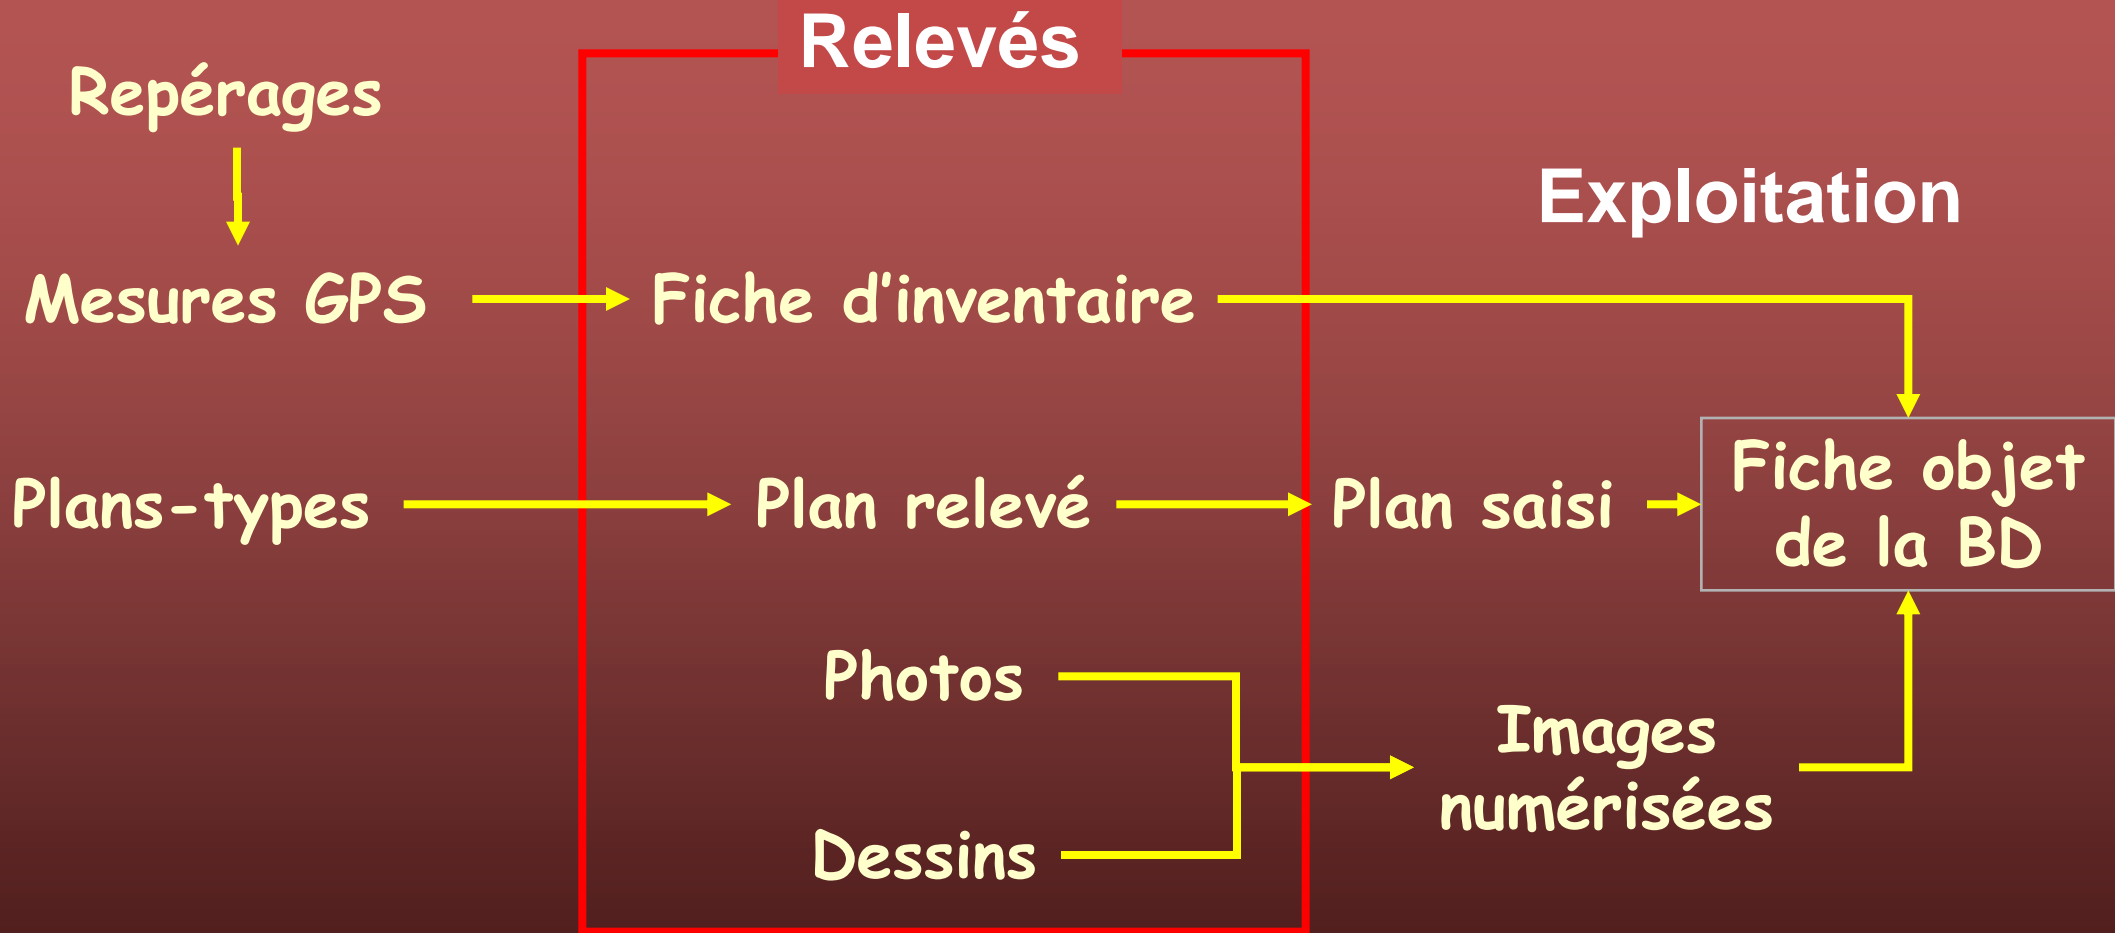 Relevés
Repérages
Exploitation
Mesures GPS
Fiche d'inventaire
Plans-types
Plan relevé
Plan saisi
Fiche objet
de la BD
Photos
Images
numérisées
Dessins